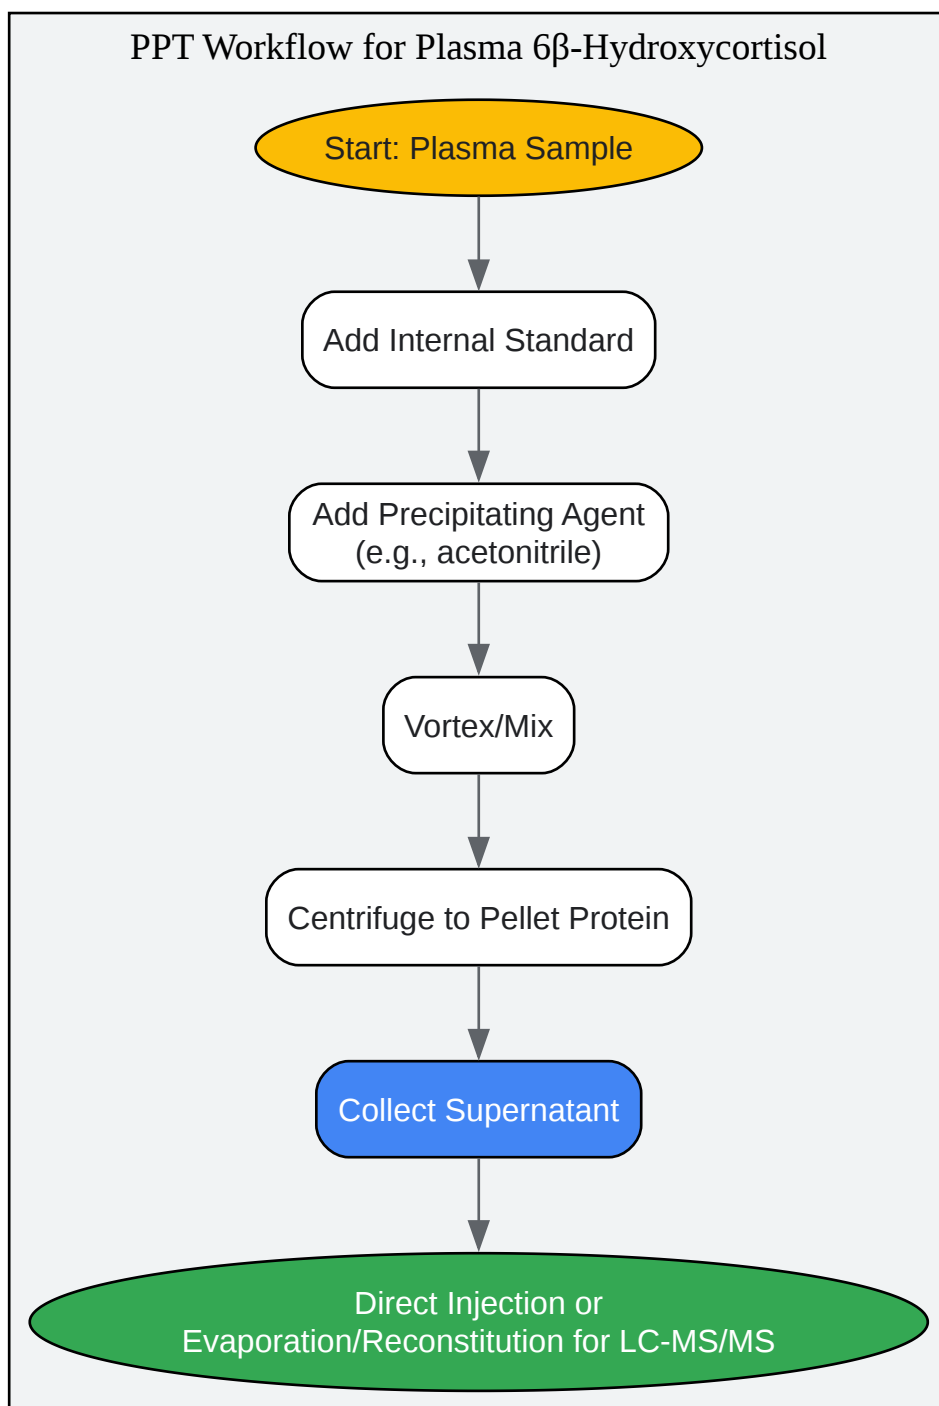 PPT Workflow for Plasma 6β-Hydroxycortisol
Start: Plasma Sample
Add Internal Standard
Add Precipitating Agent
(e.g., acetonitrile)
Vortex/Mix
Centrifuge to Pellet Protein
Collect Supernatant
Direct Injection or
Evaporation/Reconstitution for LC-MS/MS